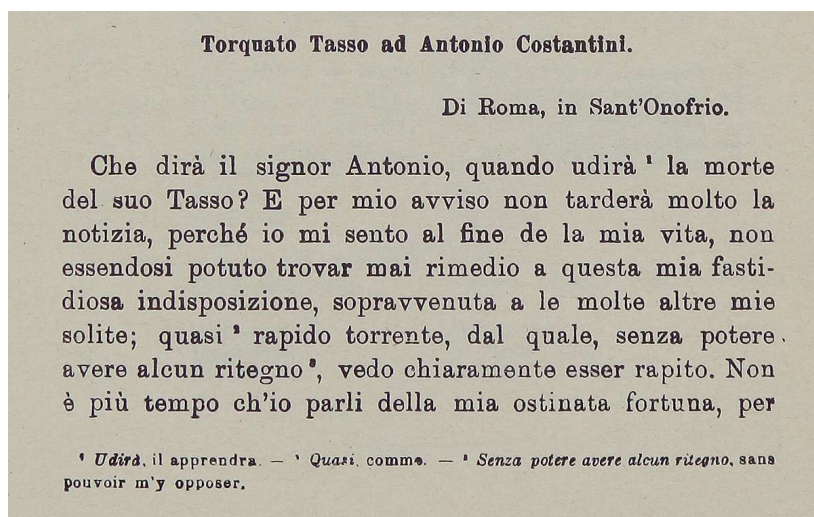 Torquato Tasso ad Antonio Costantini.
Di Roma, in Sant'Onofrio.
Che dirà il signor Antonio, quando udirà ¹ la morte
del suo Tasso? E per mio avviso non tarderà molto la
notizia, perché io mi sento al fine de la mia vita, non
essendosi potuto trovar mai rimedio a questa mia fasti-
diosa indisposizione, sopravvenuta a le molte altre mie
solite; quasi ² rapido torrente, dal quale, senza potere
avere alcun ritegno ³, vedo chiaramente esser rapito. Non
è più tempo ch'io parli della mia ostinata fortuna, per
¹ Udirà, il apprendra. — ² Quasi, comme. — ³ Senza potere avere alcun ritegno, sans
pouvoir m'y opposer.